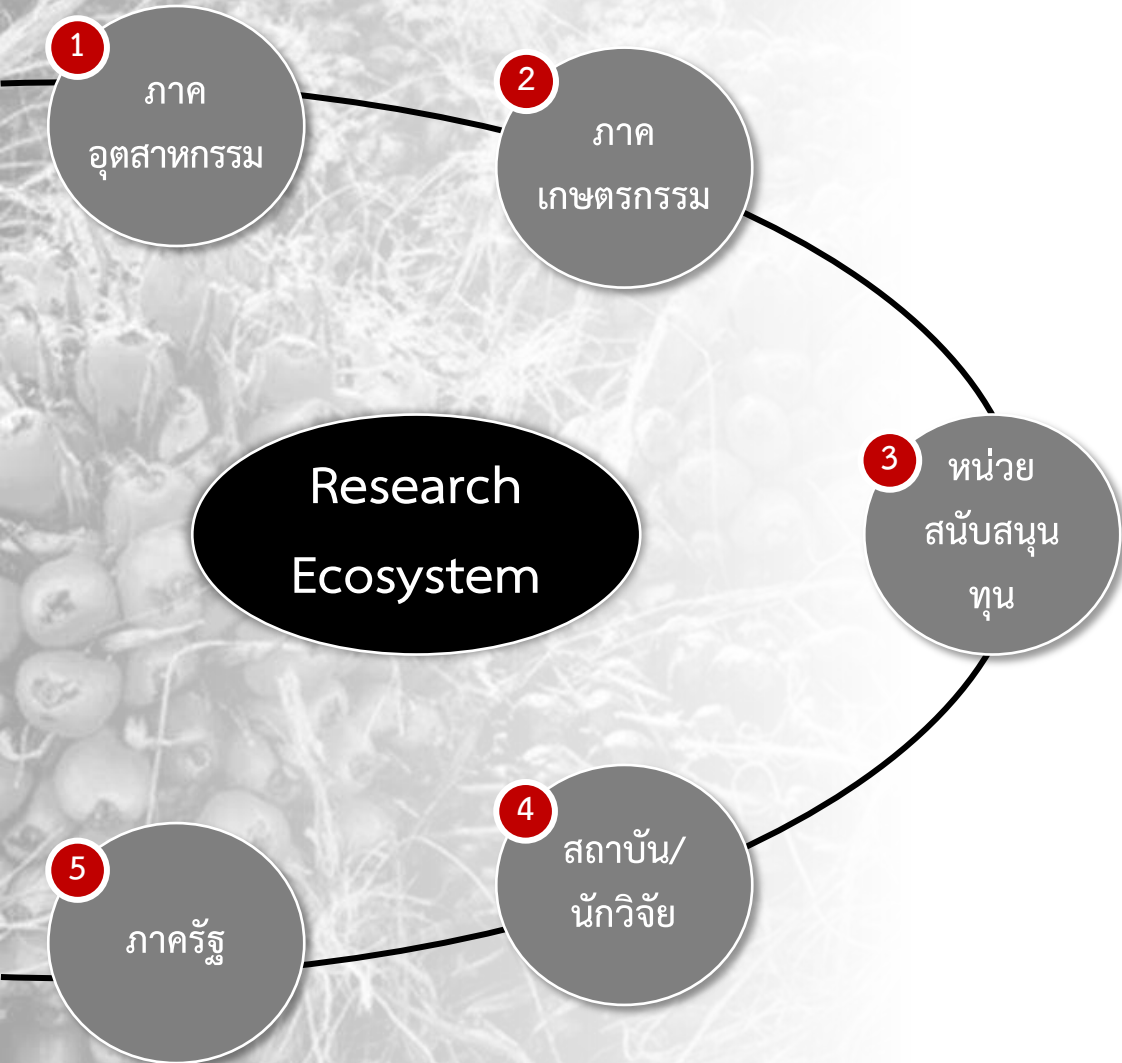 1
ภาค
อุตสาหกรรม
2
ภาค
เกษตรกรรม
3
หน่วย
สนับสนุน
ทุน
Research
Ecosystem
4
สถาบัน/
นักวิจัย
5
ภาครัฐ